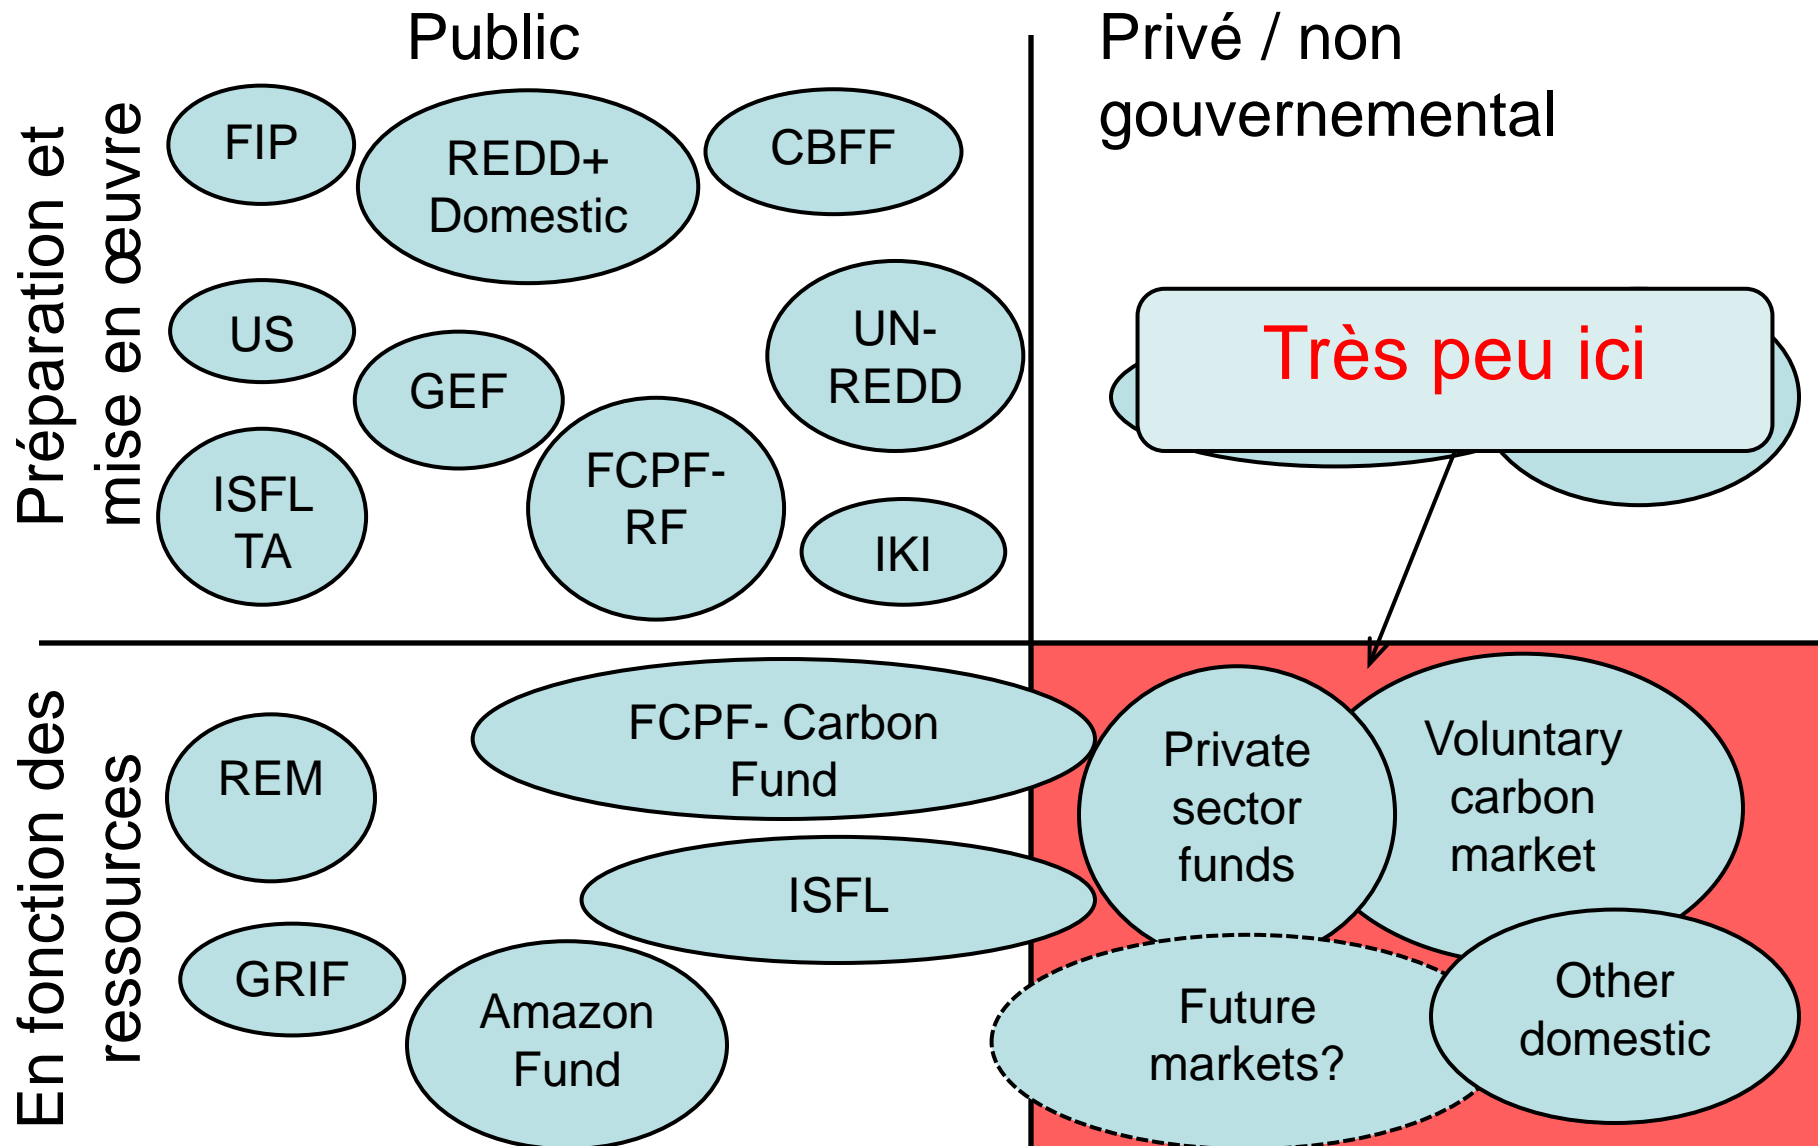 Public
Privé / non
gouvernemental
Préparation et
mise en œuvre
FIP
REDD+
Domestic
CBFF
US
GEF
UN-
REDD
ISFL
TA
FCPF-
RF
IKI
Très peu ici
En fonction des
ressources
REM
FCPF- Carbon
Fund
ISFL
GRIF
Amazon
Fund
Private
sector
funds
Voluntary
carbon
market
Future
markets?
Other
domestic